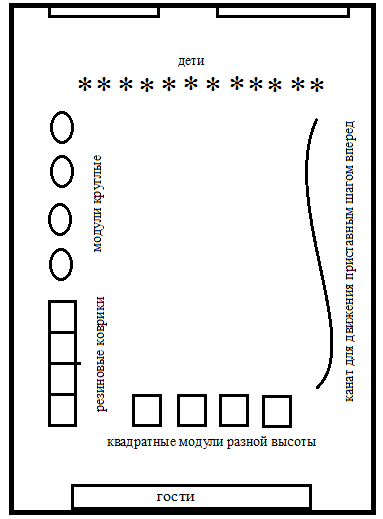 дети
* * * * * * * * * * * *
модули круглые
канат для движения приставным шагом вперед
резиновые коврики
квадратные модули разной высоты
гости